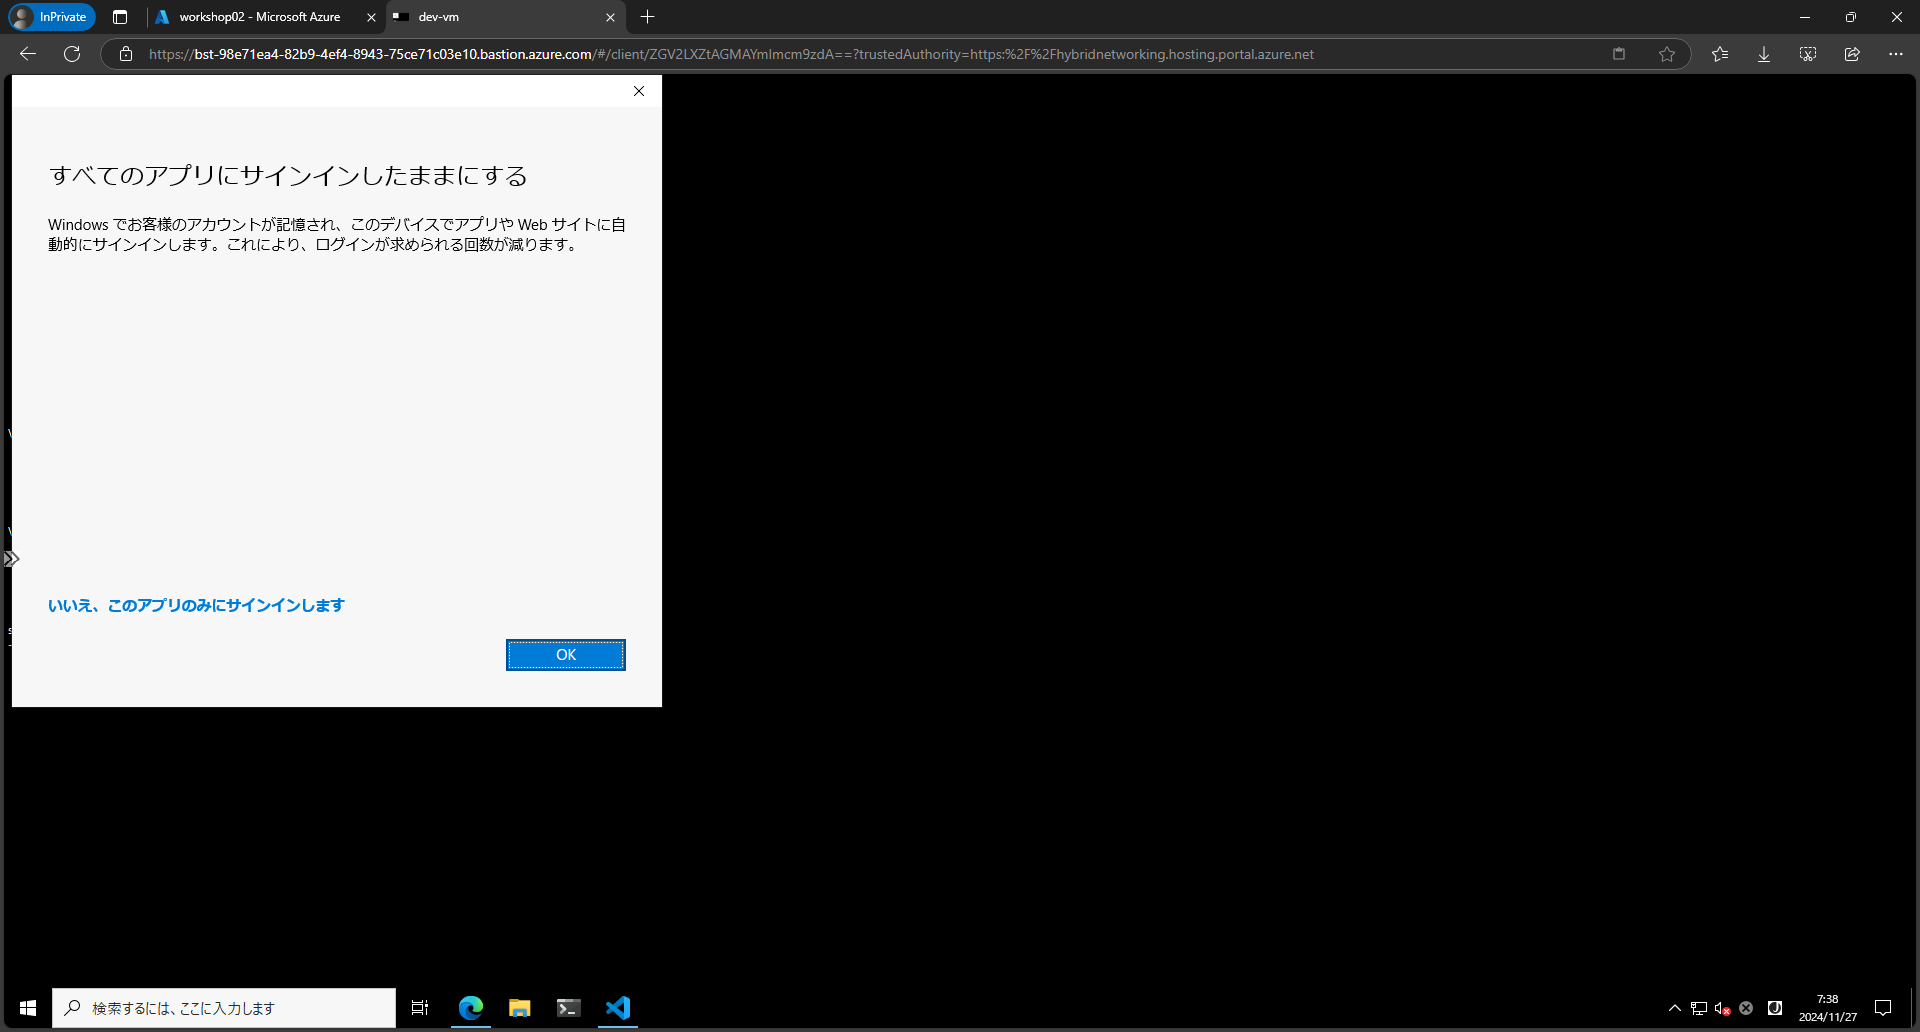 InPrivate
workshop02 - Microsoft Azure
dev-vm
https://bst-98e71ea4-82b9-4ef4-8943-75ce71c03e10.bastion.azure.com/#/client/ZGV2LXZtAGMAYmlmcm9zdA==?trustedAuthority=https:%2F%2Fhybridnetworking.hosting.portal.azure.net
すべてのアプリにサインインしたままにする
Windows でお客様のアカウントが記憶され、このデバイスでアプリや Web サイトに自
動的にサインインします。これにより、ログインが求められる回数が減ります。
いいえ、このアプリのみにサインインします
OK
検索するには、ここに入力します
7:38
2024/11/27